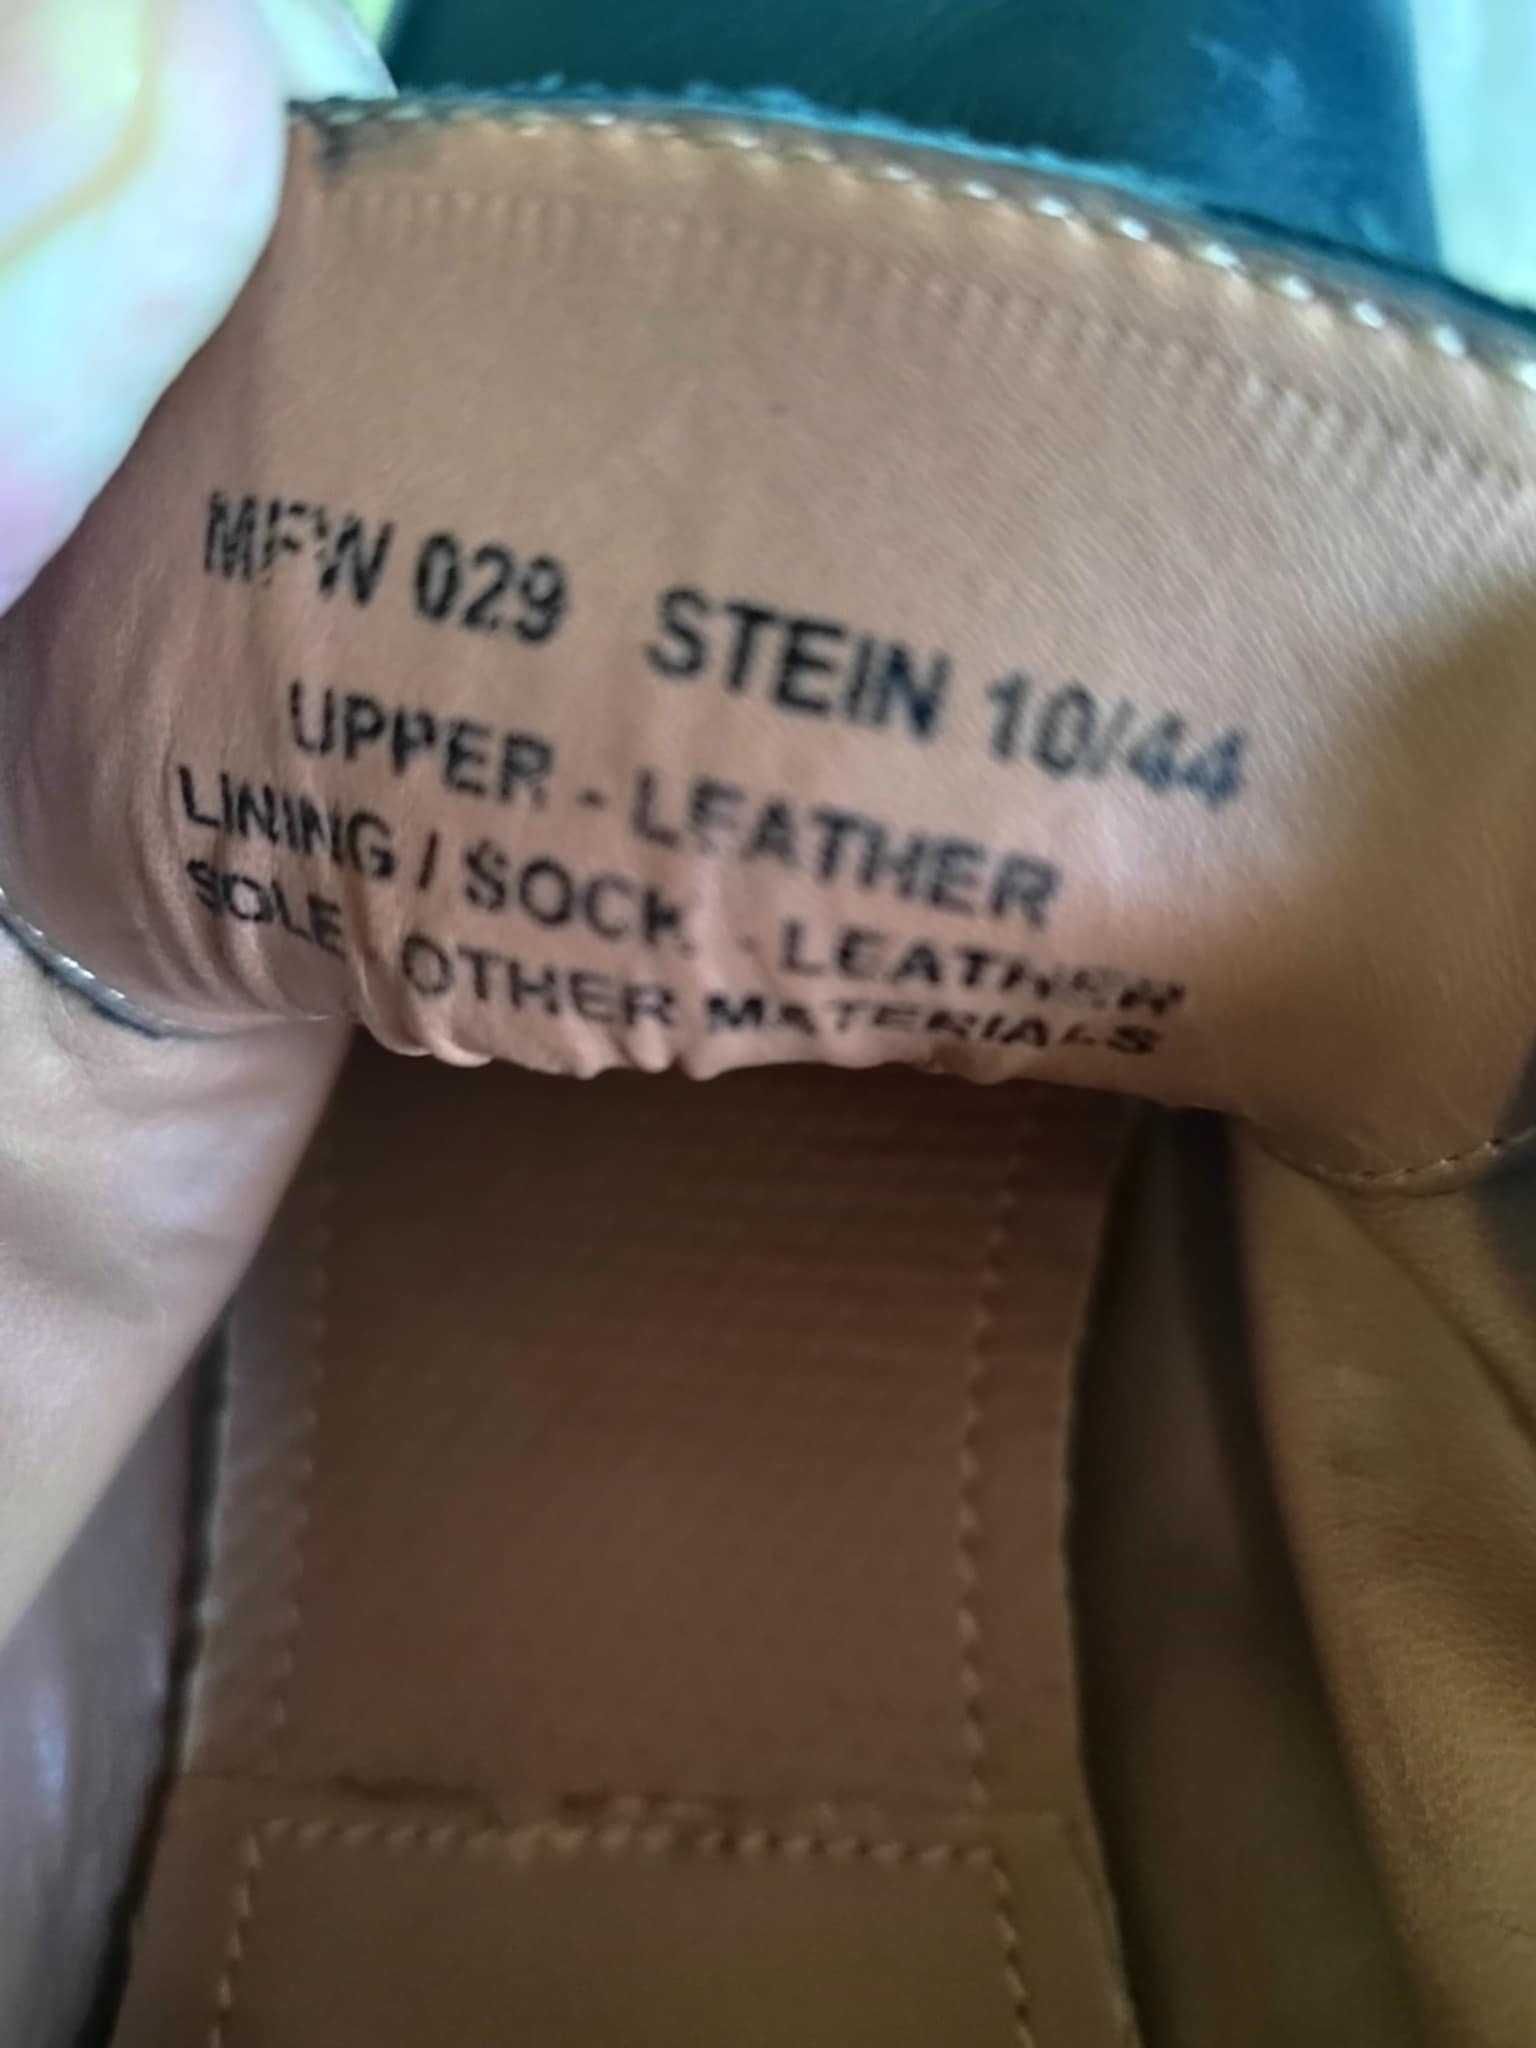 MFW 029 STEIN 10/44
UPPER - LEATHER
LINING / SOCK - LEATHER
SOLE OTHER MATERIALS